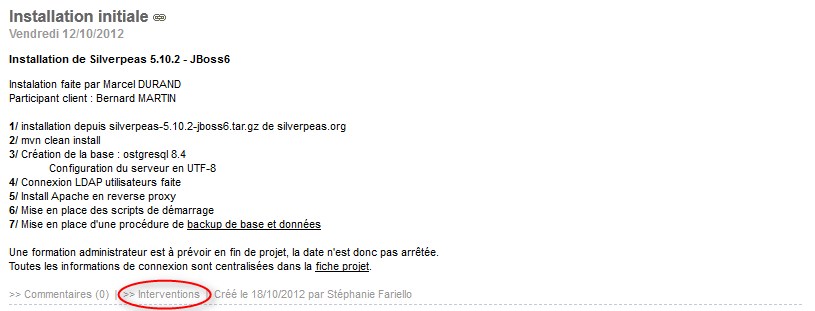 Installation initiale
Vendredi 12/10/2012
Installation de Silverpeas 5.10.2 - JBoss6
Instalation faite par Marcel DURAND
Participant client : Bernard MARTIN
1/ installation depuis silverpeas-5.10.2-jboss6.tar.gz de silverpeas.org
2/ mvn clean install
3/ Création de la base : ostgresql 8.4
Configuration du serveur en UTF-8
4/ Connexion LDAP utilisateurs faite
5/ Install Apache en reverse proxy
6/ Mise en place des scripts de démarrage
7/ Mise en place d'une procédure de backup de base et données
Une formation administrateur est à prévoir en fin de projet, la date n'est donc pas arrêtée.
Toutes les informations de connexion sont centralisées dans la fiche projet.
>> Commentaires (0) | >> Interventions | Créé le 18/10/2012 par Stéphanie Fariello